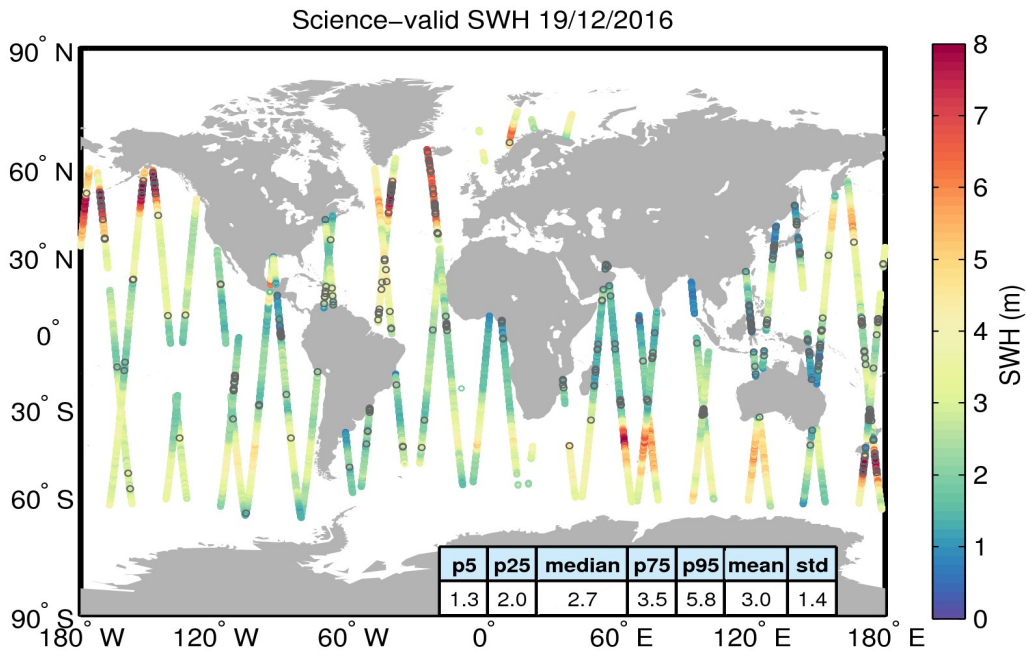 Science−valid SWH 19/12/2016
90° N
60° N
30° N
0°
30° S
60° S
90° S
180° W 120° W 60° W 0° 60° E 120° E 180° E
p5 p25 median p75 p95 mean std
1.3 2.0 2.7 3.5 5.8 3.0 1.4
8
7
6
5
4
3
2
1
0
SWH (m)